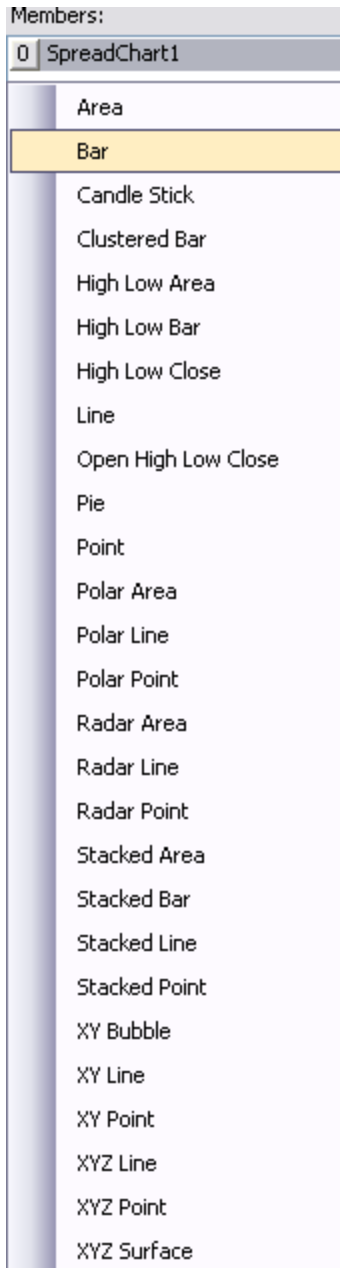 Members:
0 SpreadChart1
Area
Bar
Candle Stick
Clustered Bar
High Low Area
High Low Bar
High Low Close
Line
Open High Low Close
Pie
Point
Polar Area
Polar Line
Polar Point
Radar Area
Radar Line
Radar Point
Stacked Area
Stacked Bar
Stacked Line
Stacked Point
XY Bubble
XY Line
XY Point
XYZ Line
XYZ Point
XYZ Surface